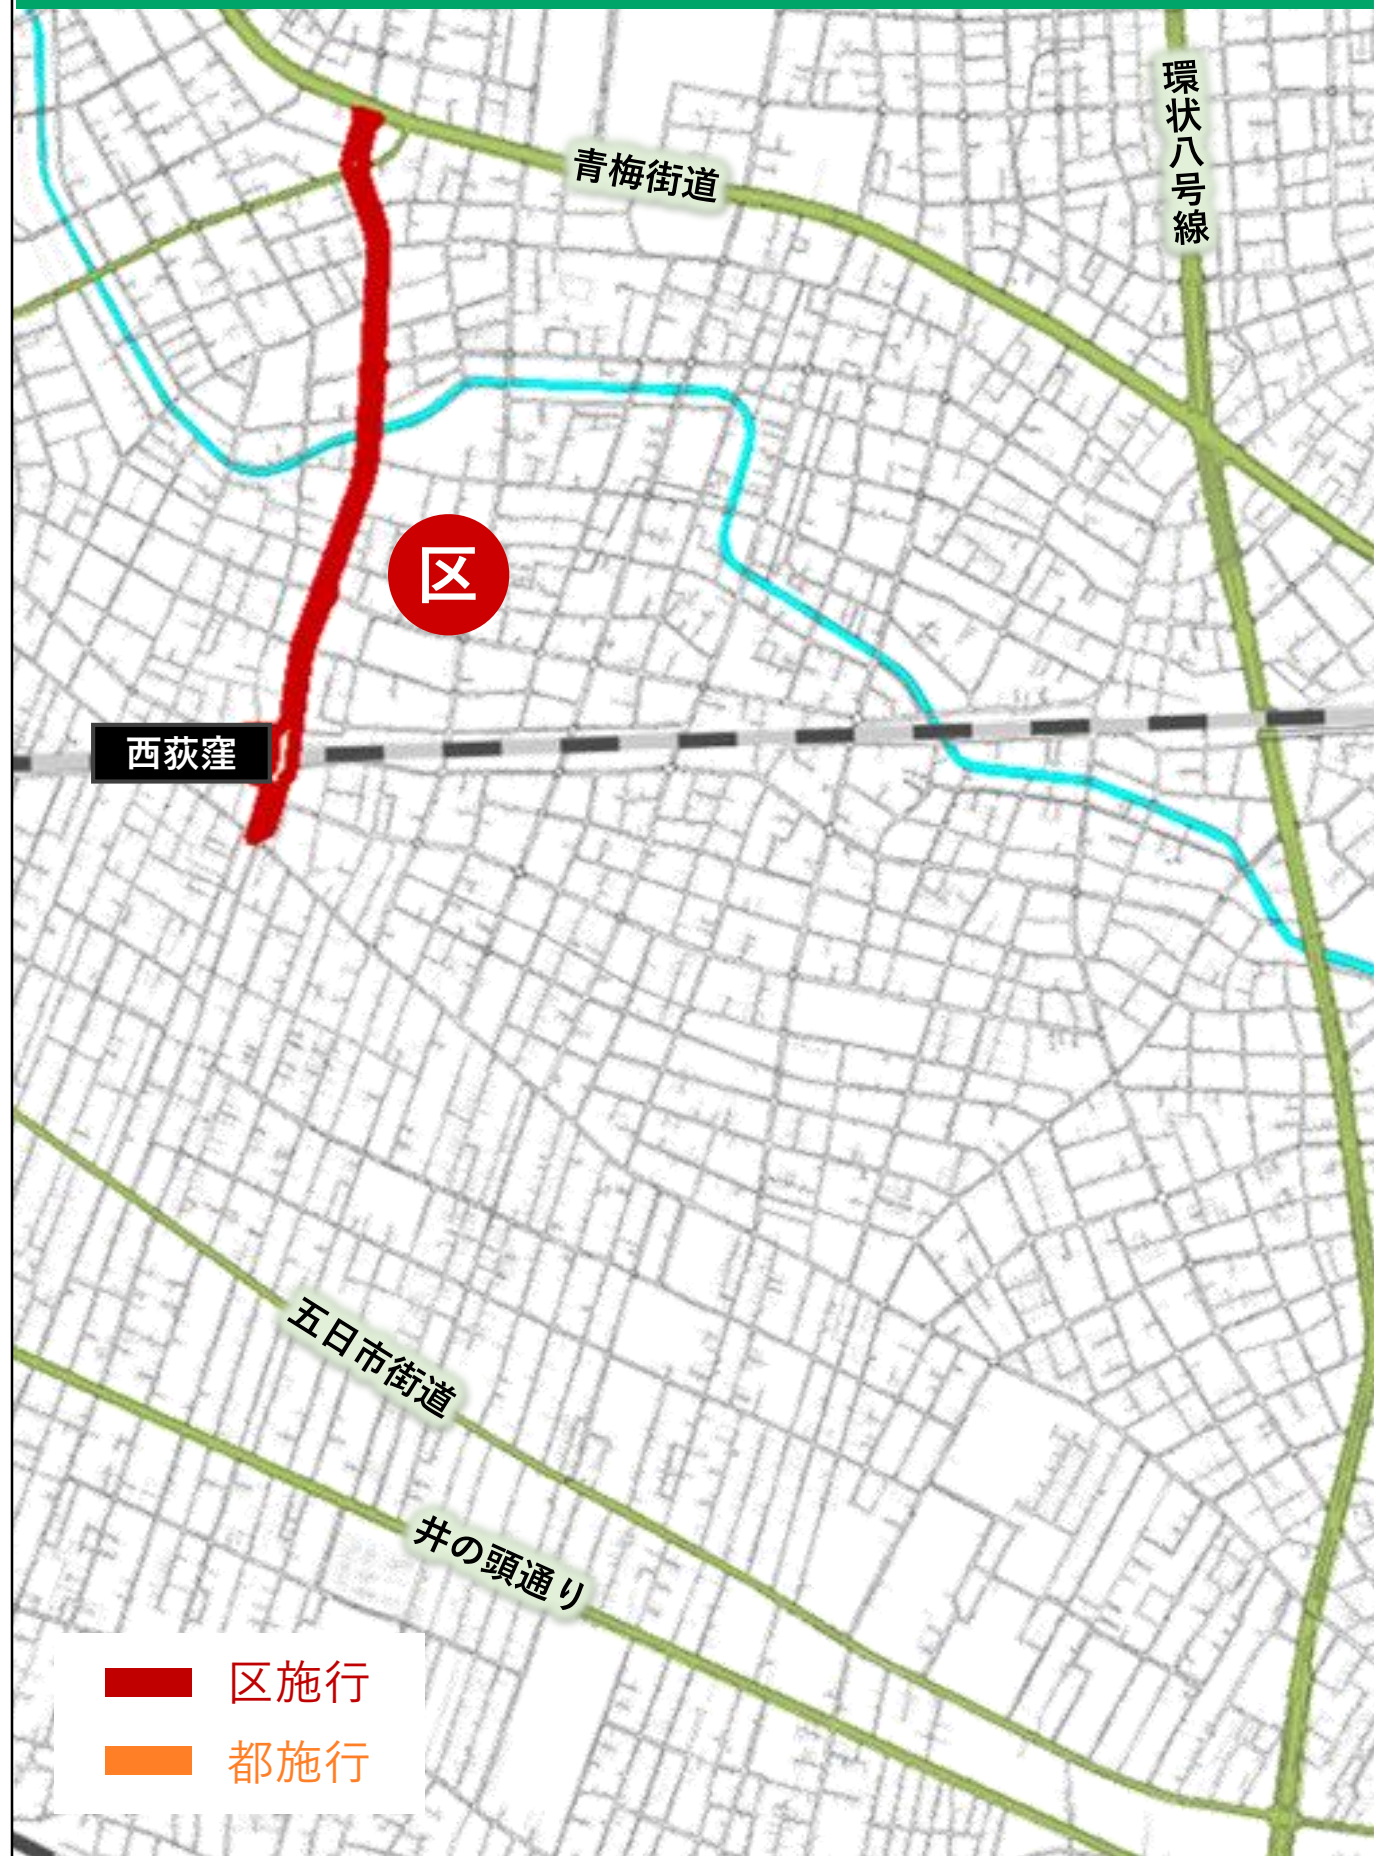 環状八号線
青梅街道
区
西荻窪
五日市街道
井の頭通り
区施行
都施行